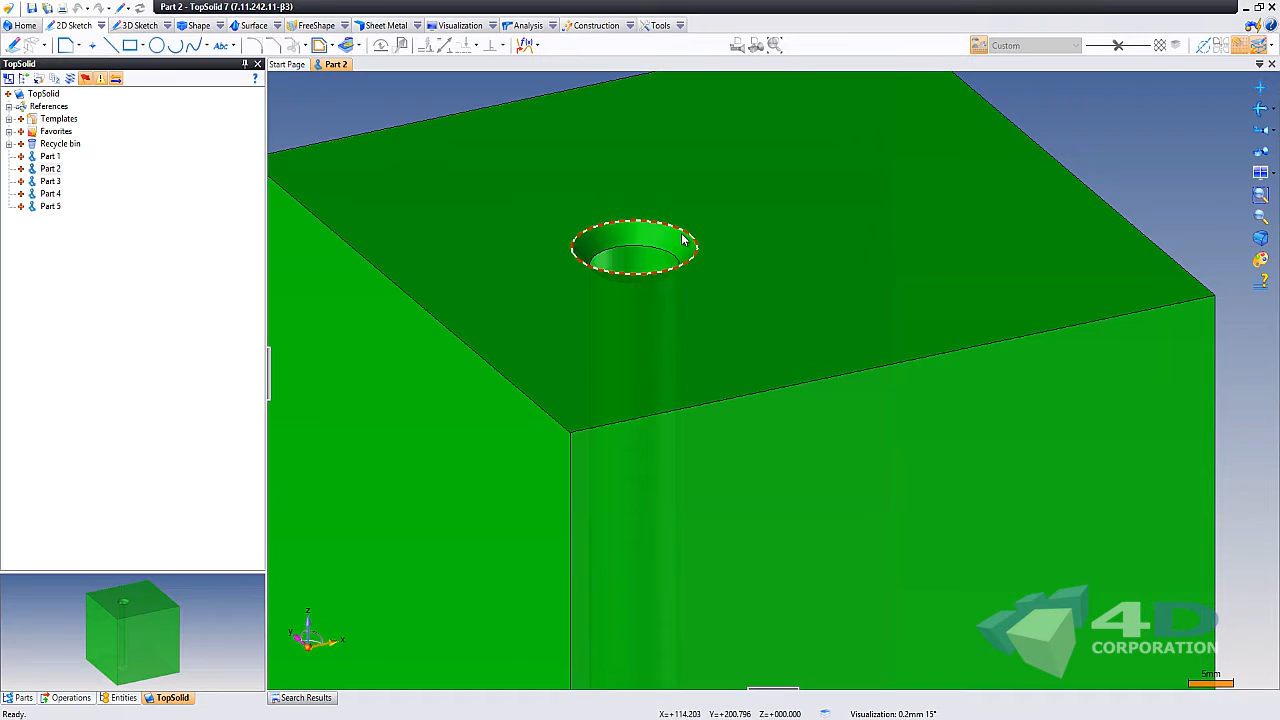 Part 2 - TopSolid 7 (7.11.242.11-β3)
Home 2D Sketch 3D Sketch Shape Surface FreeShape Sheet Metal Visualization Analysis Construction Tools
Abc Custom
TopSolid Start Page Part 2
TopSolid
References
Templates
Favorites
Recycle bin
Part 1
Part 2
Part 3
Part 4
Part 5
z
Y
X
4D
CORPORATION
5mm
Parts Operations Entities TopSolid Search Results
Ready. X=+114.203 Y=+200.796 Z=+000.000 Visualization: 0.2mm 15°